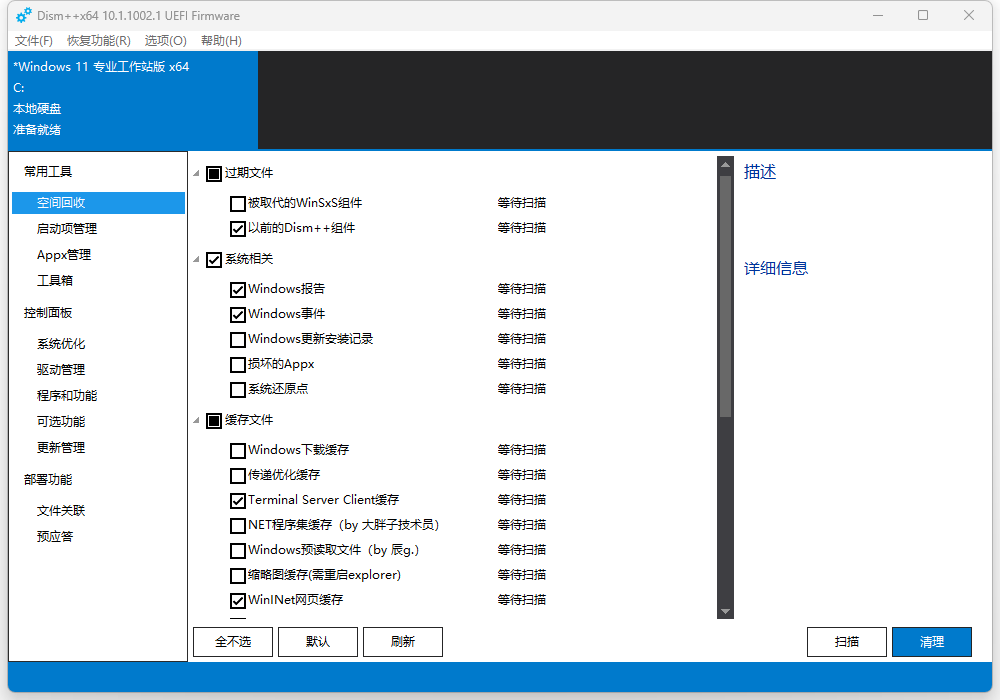 Dism++x64 10.1.1002.1 UEFI Firmware
文件(F) 恢复功能(R) 选项(O) 帮助(H)
*Windows 11 专业工作站版 x64
C:
本地硬盘
准备就绪
常用工具
空间回收
启动项管理
Appx管理
工具箱
控制面板
系统优化
驱动管理
程序和功能
可选功能
更新管理
部署功能
文件关联
预应答
过期文件
被取代的WinSxS组件 等待扫描
以前的Dism++组件 等待扫描
系统相关
Windows报告 等待扫描
Windows事件 等待扫描
Windows更新安装记录 等待扫描
损坏的Appx 等待扫描
系统还原点 等待扫描
缓存文件
Windows下载缓存 等待扫描
传递优化缓存 等待扫描
Terminal Server Client缓存 等待扫描
NET程序集缓存（by 大胖子技术员） 等待扫描
Windows预读取文件（by 辰g.） 等待扫描
缩略图缓存(需重启explorer) 等待扫描
WinINet网页缓存 等待扫描
描述
详细信息
全不选 默认 刷新 扫描 清理